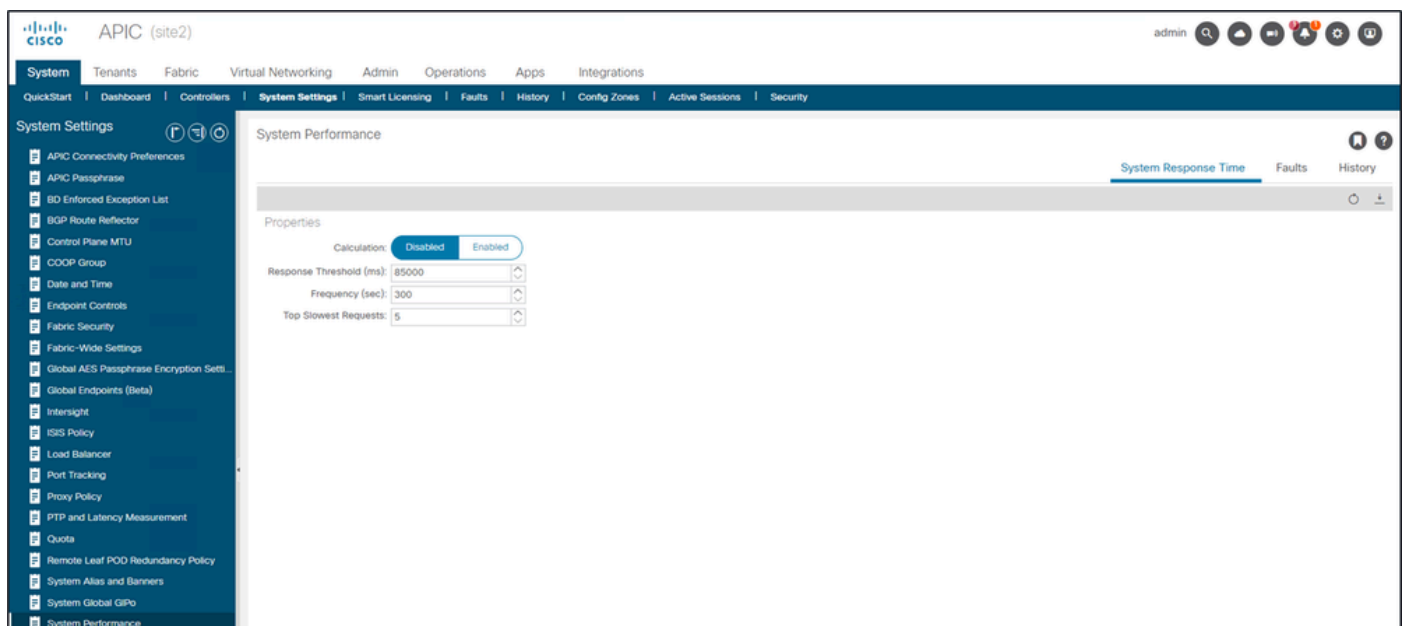 CISCO
APIC (site2)
admin
System Tenants Fabric Virtual Networking Admin Operations Apps Integrations
QuickStart | Dashboard | Controllers | System Settings | Smart Licensing | Faults | History | Config Zones | Active Sessions | Security
System Settings
APIC Connectivity Preferences
APIC Passphrase
BD Enforced Exception List
BGP Route Reflector
Control Plane MTU
COOP Group
Date and Time
Endpoint Controls
Fabric Security
Fabric-Wide Settings
Global AES Passphrase Encryption Setti...
Global Endpoints (Beta)
Intersight
ISIS Policy
Load Balancer
Port Tracking
Proxy Policy
PTP and Latency Measurement
Quota
Remote Leaf POD Redundancy Policy
System Alias and Banners
System Global GIPo
System Performance
System Performance
System Response Time Faults History
Properties
Calculation: Disabled Enabled
Response Threshold (ms): 85000
Frequency (sec): 300
Top Slowest Requests: 5